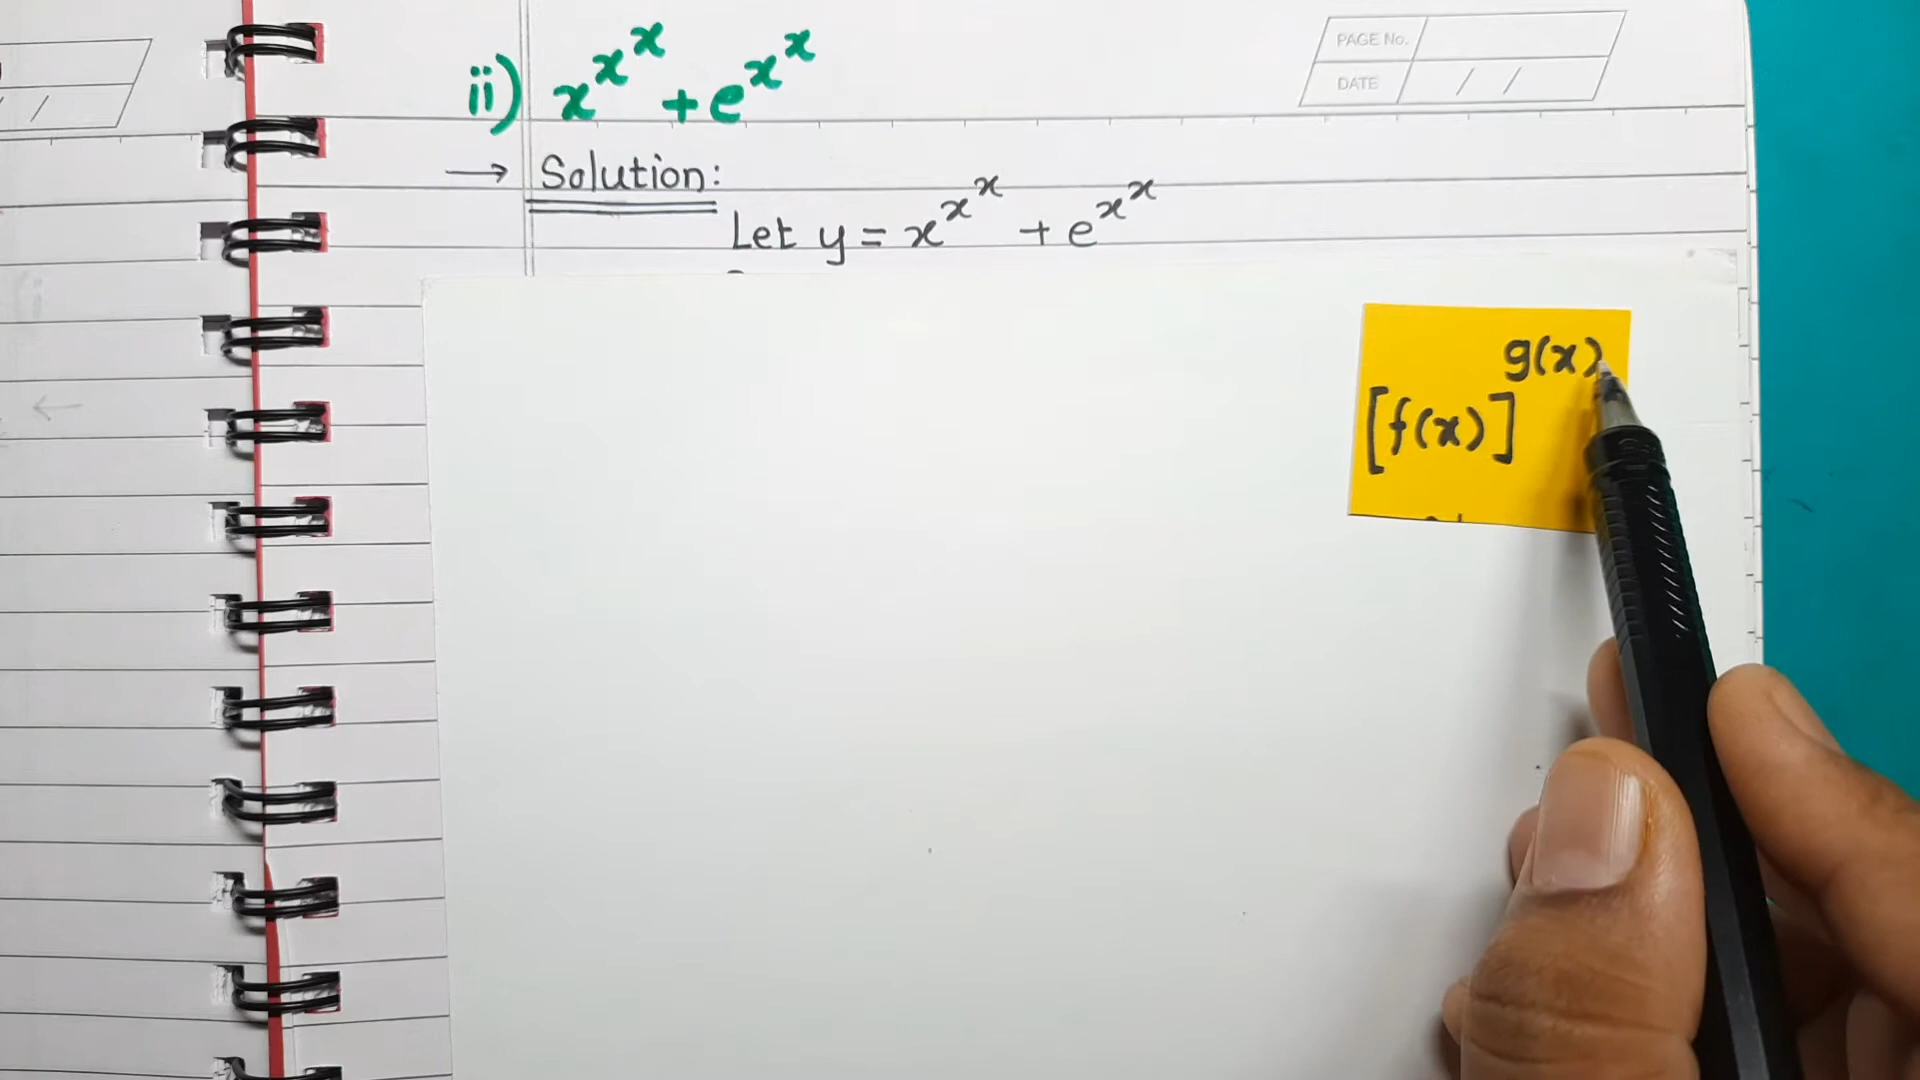 ii) x^x^x + e^x^x
PAGE No.
DATE / /
→ Solution:
Let y = x^x^x + e^x^x
[f(x)]^g(x)